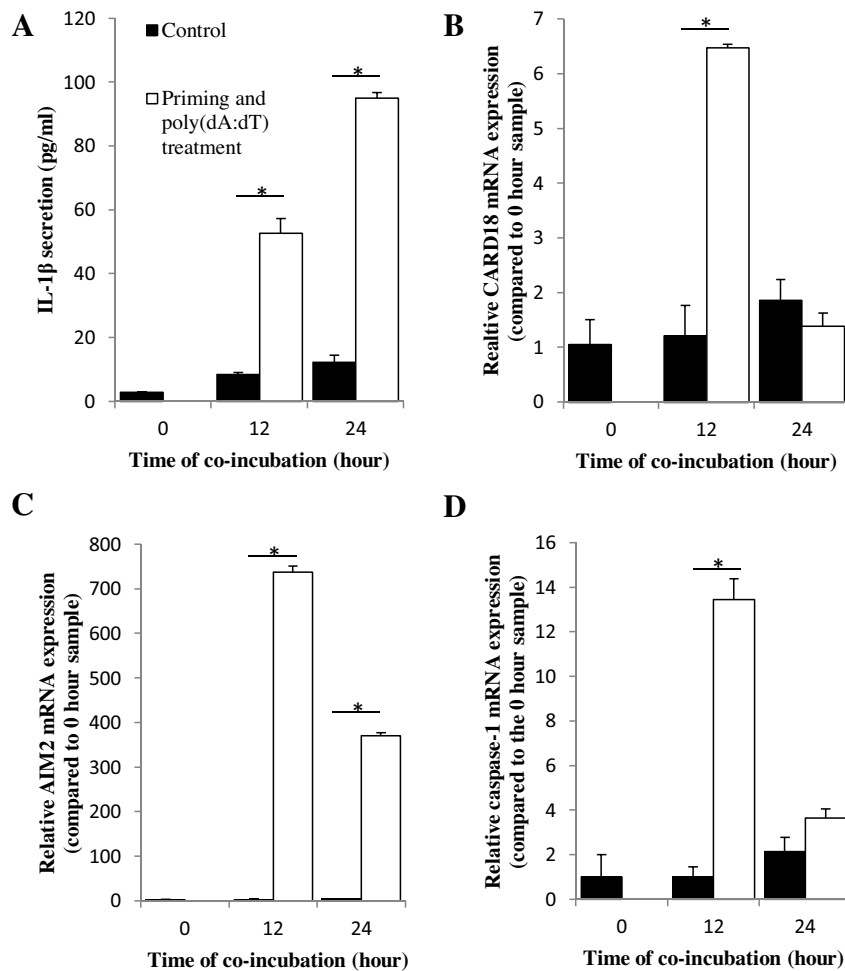 A
120
100
80
60
40
20
0
IL-1β secretion (pg/ml)
Control
Priming and
poly(dA:dT)
treatment
*
*
0 12 24
Time of co-incubation (hour)
B
7
6
5
4
3
2
1
0
Realtive CARD18 mRNA expression
(compared to 0 hour sample)
*
0 12 24
Time of co-incubation (hour)
C
800
700
600
500
400
300
200
100
0
Relative AIM2 mRNA expression
(compared to 0 hour sample)
*
*
0 12 24
Time of co-incubation (hour)
D
16
14
12
10
8
6
4
2
0
Relative caspase-1 mRNA expression
(compared to the 0 hour sample)
*
0 12 24
Time of co-incubation (hour)